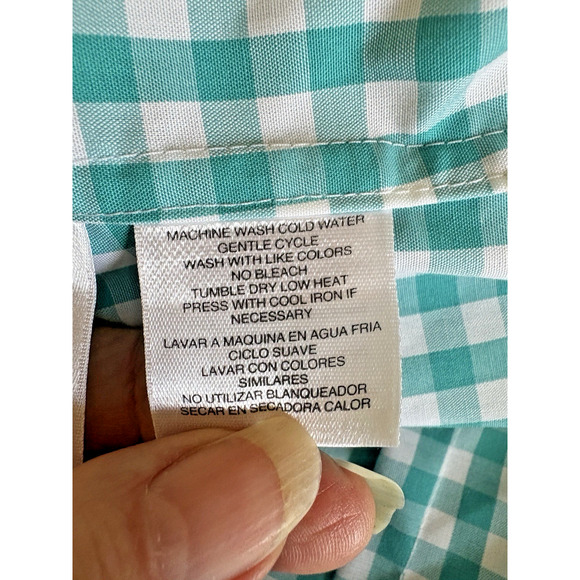 MACHINE WASH COLD WATER
GENTLE CYCLE
WASH WITH LIKE COLORS
NO BLEACH
TUMBLE DRY LOW HEAT
PRESS WITH COOL IRON IF
NECESSARY
LAVAR A MAQUINA EN AGUA FRIA
CICLO SUAVE
LAVAR CON COLORES
SIMILARES
NO UTILIZAR BLANQUEADOR
SECAR EN SECADORA CALOR